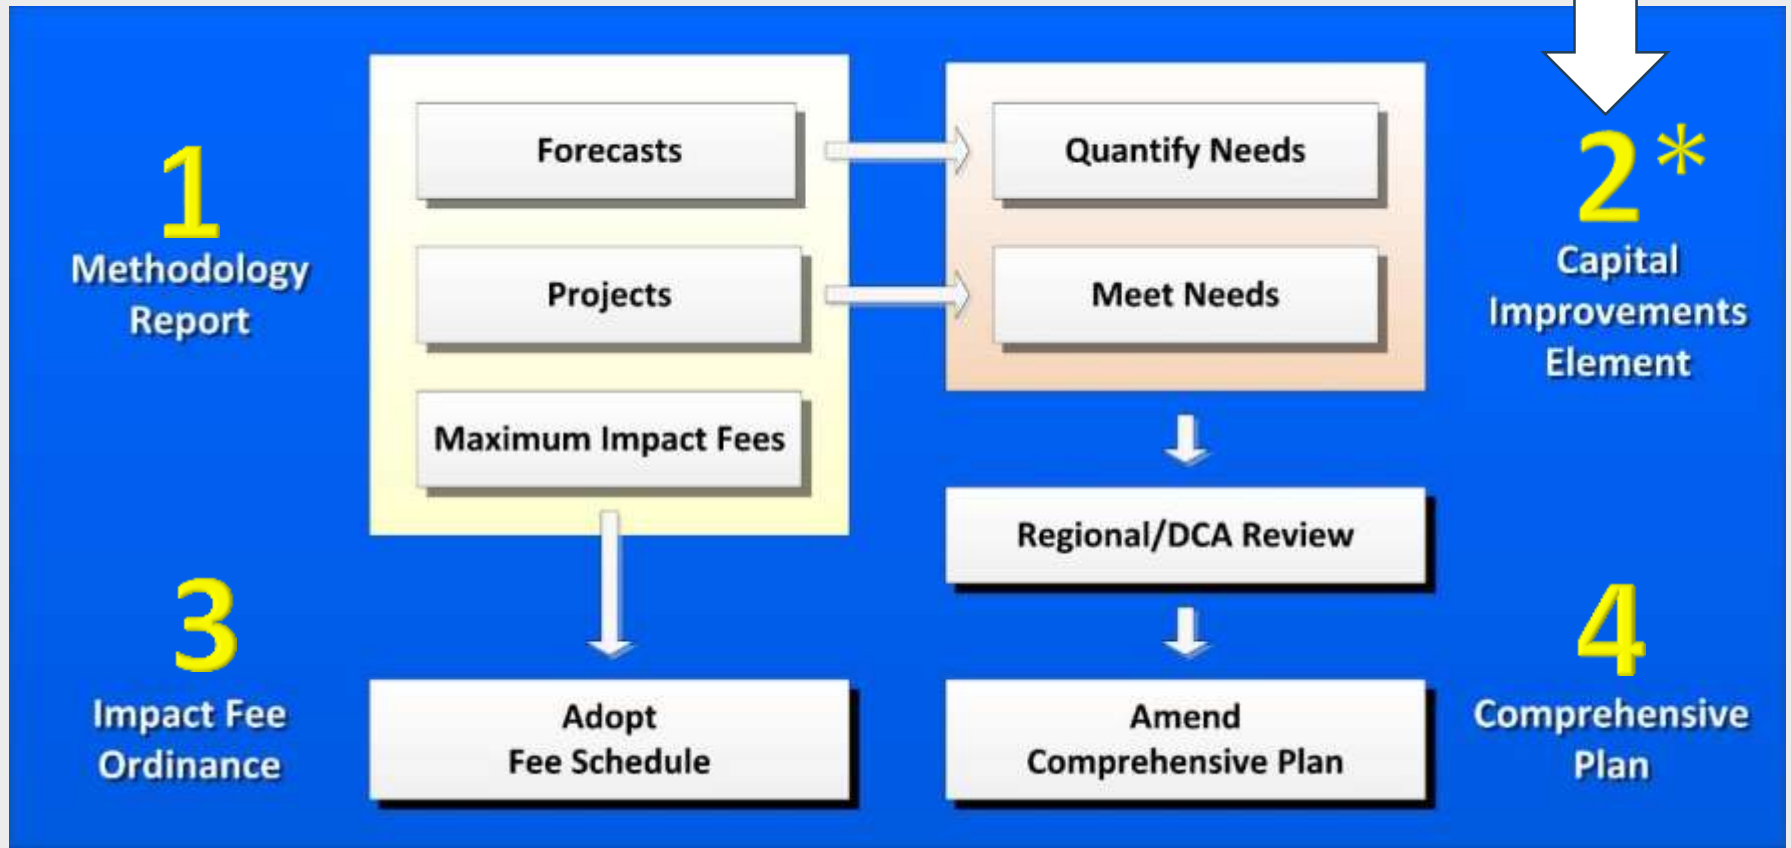 1
Methodology
Report
Forecasts
Projects
Maximum Impact Fees
Quantify Needs
Meet Needs
2*
Capital
Improvements
Element
Regional/DCA Review
3
Impact Fee
Ordinance
Adopt
Fee Schedule
Amend
Comprehensive Plan
4
Comprehensive
Plan